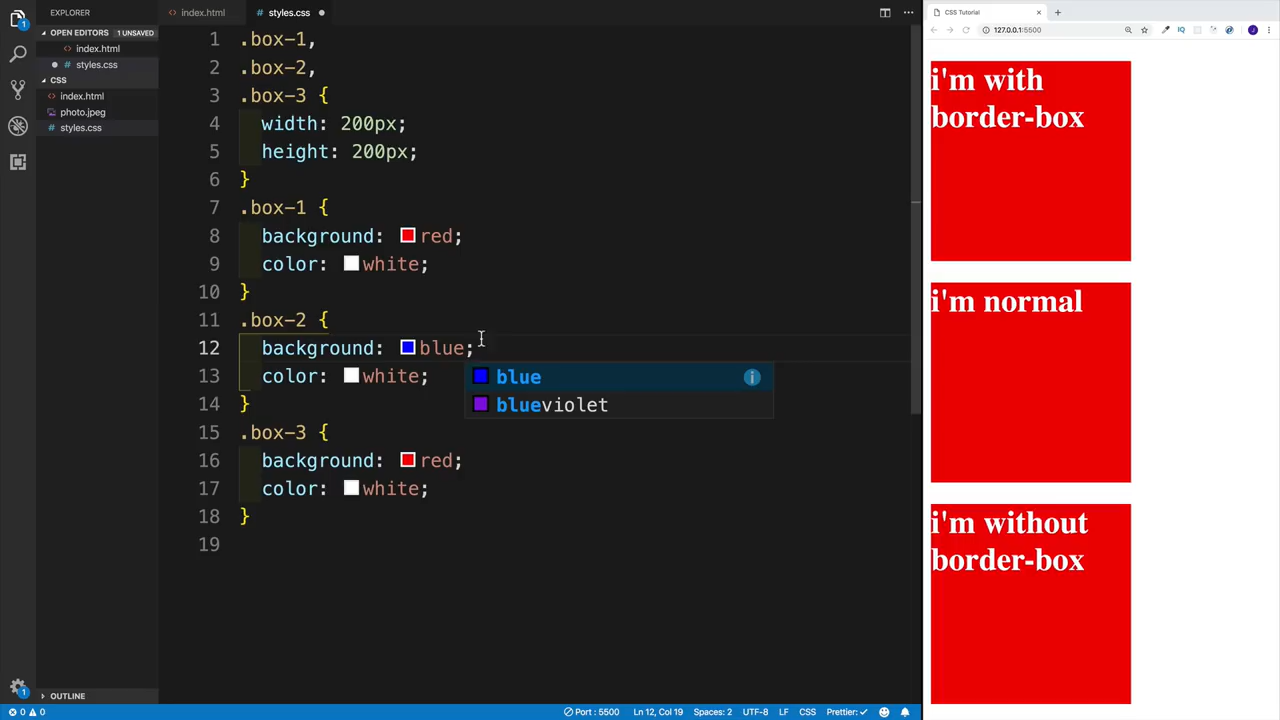 EXPLORER
OPEN EDITORS 1 UNSAVED
index.html
styles.css
CSS
index.html
photo.jpeg
styles.css
OUTLINE
index.html
styles.css
1 .box-1,
2 .box-2,
3 .box-3 {
4 width: 200px;
5 height: 200px;
6 }
7 .box-1 {
8 background: red;
9 color: white;
10 }
11 .box-2 {
12 background: blue;
13 color: white;
blue
blueviolet
14 }
15 .box-3 {
16 background: red;
17 color: white;
18 }
19
CSS Tutorial
127.0.0.1:5500
IQ
J
i'm with
border-box
i'm normal
i'm without
border-box
1
1
0 0 Port : 5500 Ln 12, Col 19 Spaces: 2 UTF-8 LF CSS Prettier: ✓